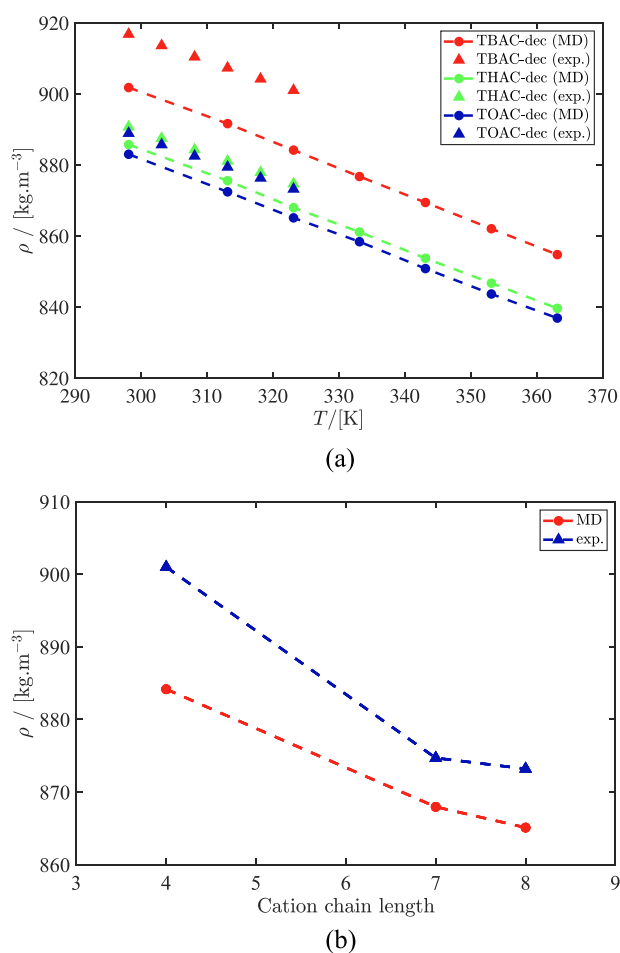 920
900
880
860
840
820
ρ / [kg.m⁻³]
TBAC-dec (MD)
TBAC-dec (exp.)
THAC-dec (MD)
THAC-dec (exp.)
TOAC-dec (MD)
TOAC-dec (exp.)
290 300 310 320 330 340 350 360 370
T/[K]
(a)
910
900
890
880
870
860
ρ / [kg.m⁻³]
MD
exp.
3 4 5 6 7 8 9
Cation chain length
(b)